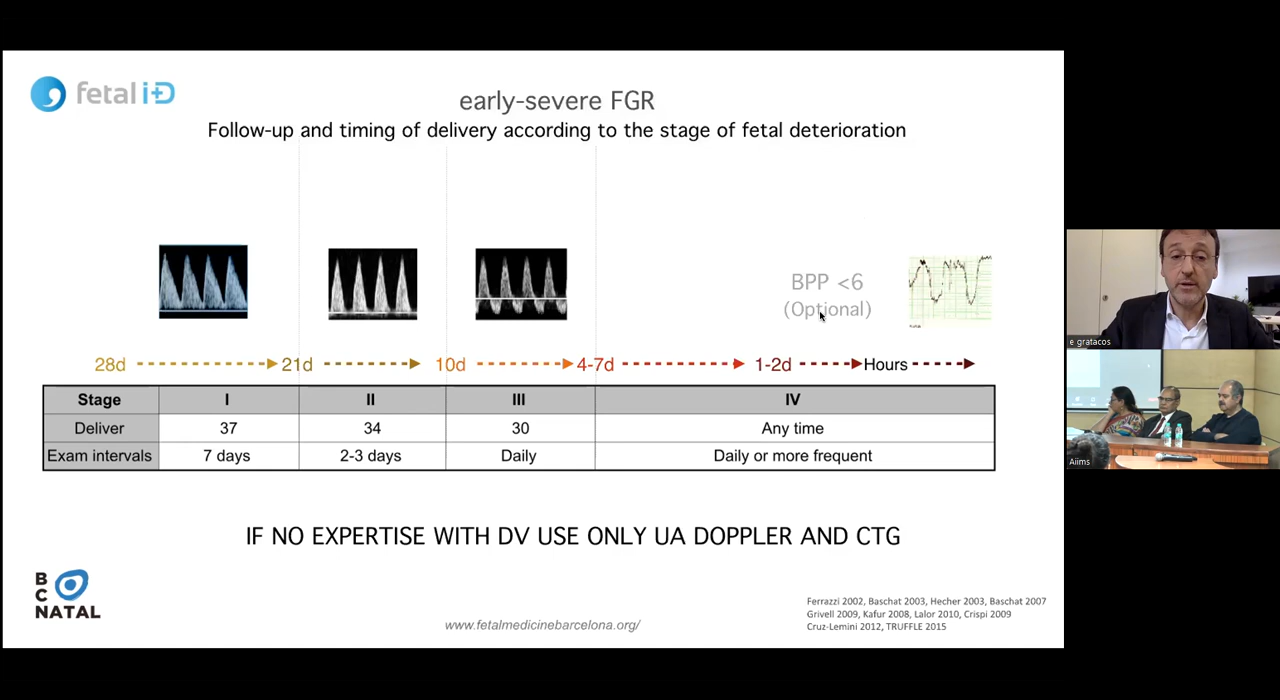 fetal i+D
early-severe FGR
Follow-up and timing of delivery according to the stage of fetal deterioration
BPP <6
(Optional)
28d 21d 10d 4-7d 1-2d Hours
Stage I II III IV
Deliver 37 34 30 Any time
Exam intervals 7 days 2-3 days Daily Daily or more frequent
IF NO EXPERTISE WITH DV USE ONLY UA DOPPLER AND CTG
B
C
NATAL
www.fetalmedicinebarcelona.org/
Ferrazzi 2002, Baschat 2003, Hecher 2003, Baschat 2007
Grivell 2009, Kafur 2008, Lalor 2010, Crispi 2009
Cruz-Lemini 2012, TRUFFLE 2015
e gratacos
Aiims